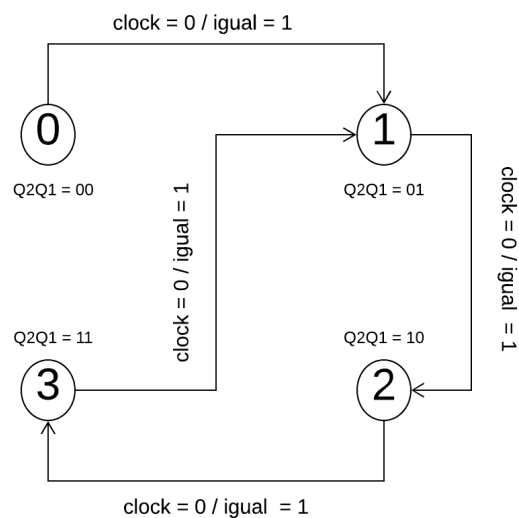 clock = 0 / igual = 1
0
1
Q2Q1 = 00
Q2Q1 = 01
clock = 0 / igual = 1
clock = 0 / igual = 1
Q2Q1 = 11
Q2Q1 = 10
3
2
clock = 0 / igual = 1